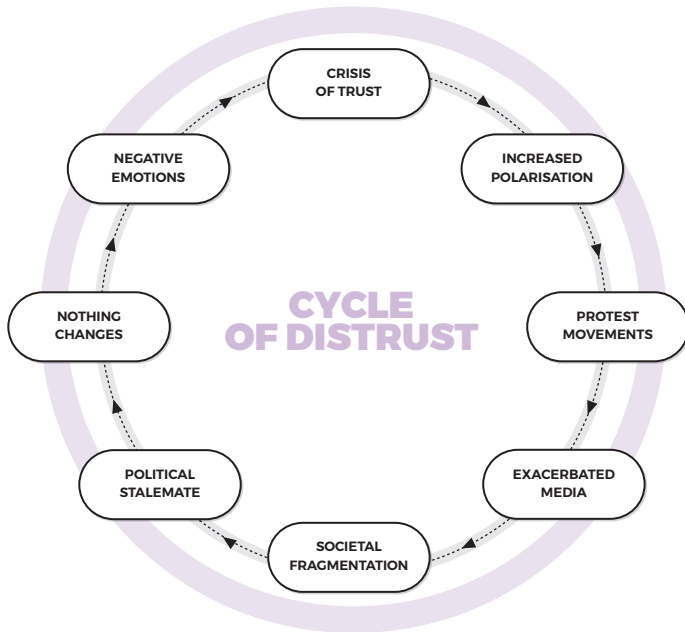 CRISIS
OF TRUST
INCREASED
POLARISATION
PROTEST
MOVEMENTS
EXACERBATED
MEDIA
SOCIETAL
FRAGMENTATION
POLITICAL
STALEMATE
NOTHING
CHANGES
NEGATIVE
EMOTIONS
CYCLE
OF DISTRUST